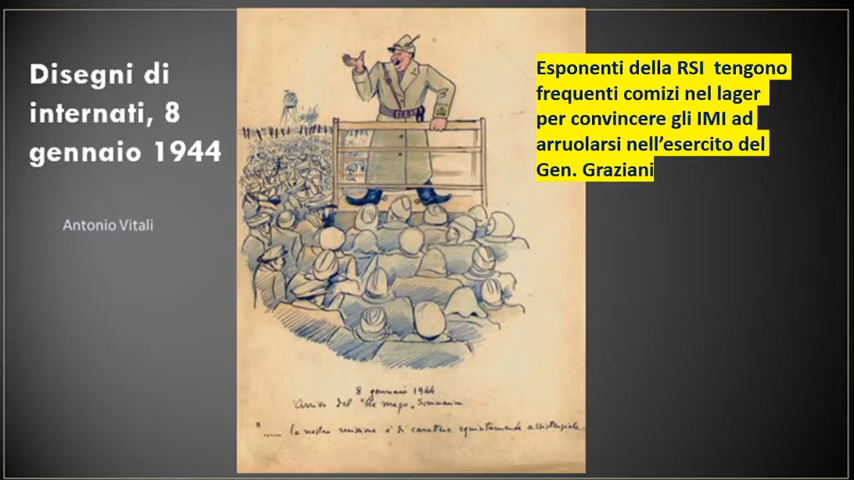 Disegni di
internati, 8
gennaio 1944
Antonio Vitali
Esponenti della RSI tengono
frequenti comizi nel lager
per convincere gli IMI ad
arruolarsi nell'esercito del
Gen. Graziani
8 gennaio 1944
Arrivo del "Re mago"
"..... la nostra missione è di carattere squisitamente assistenziale